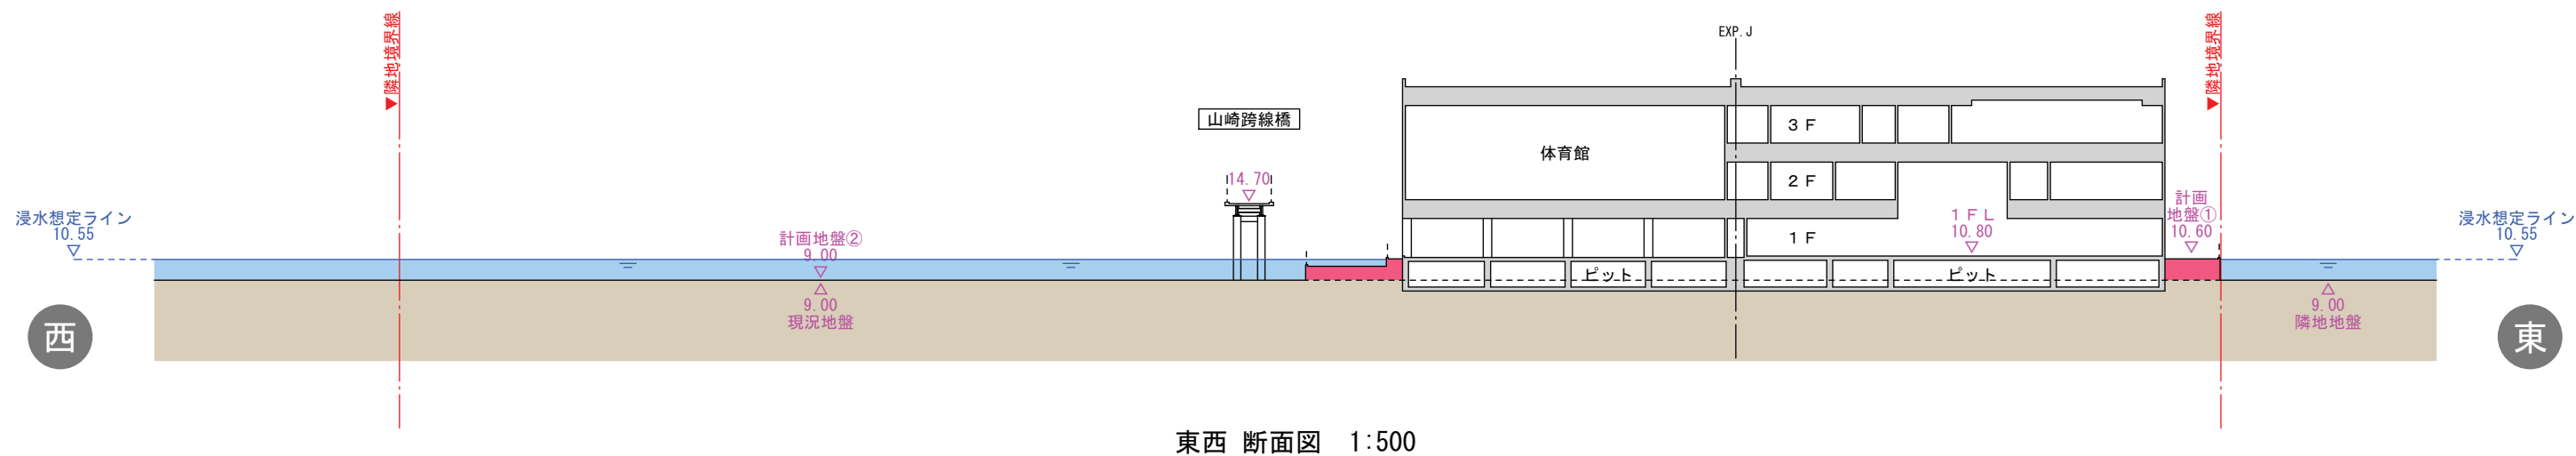 ▼隣地境界線
EXP.J
▼隣地境界線
山崎跨線橋
3F
体育館
14.70
2F
計画
地盤①
10.60
浸水想定ライン
10.55
計画地盤②
9.00
1FL
10.80
1F
浸水想定ライン
10.55
ピット
ピット
9.00
現況地盤
9.00
隣地地盤
西
東
東西 断面図 1:500